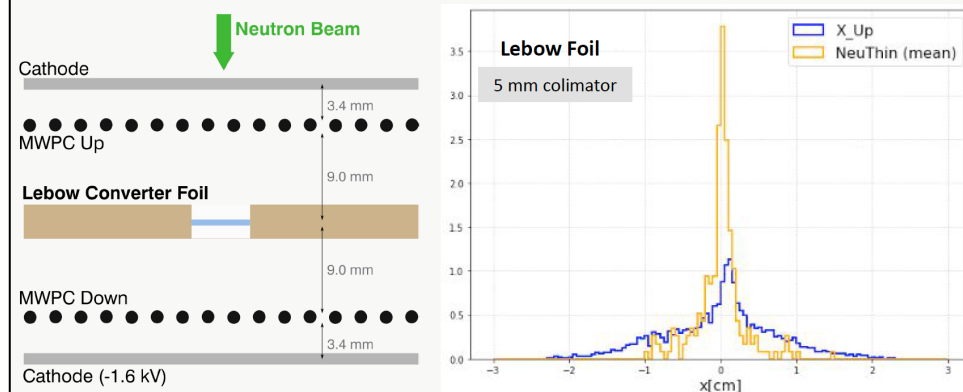 Neutron Beam
Cathode
3.4 mm
MWPC Up
9.0 mm
Lebow Converter Foil
9.0 mm
MWPC Down
3.4 mm
Cathode (-1.6 kV)
Lebow Foil
5 mm colimator
X_Up
NeuThin (mean)
3.5
3.0
2.5
2.0
1.5
1.0
0.5
0.0
−3 −2 −1 0 1 2 3
x[cm]